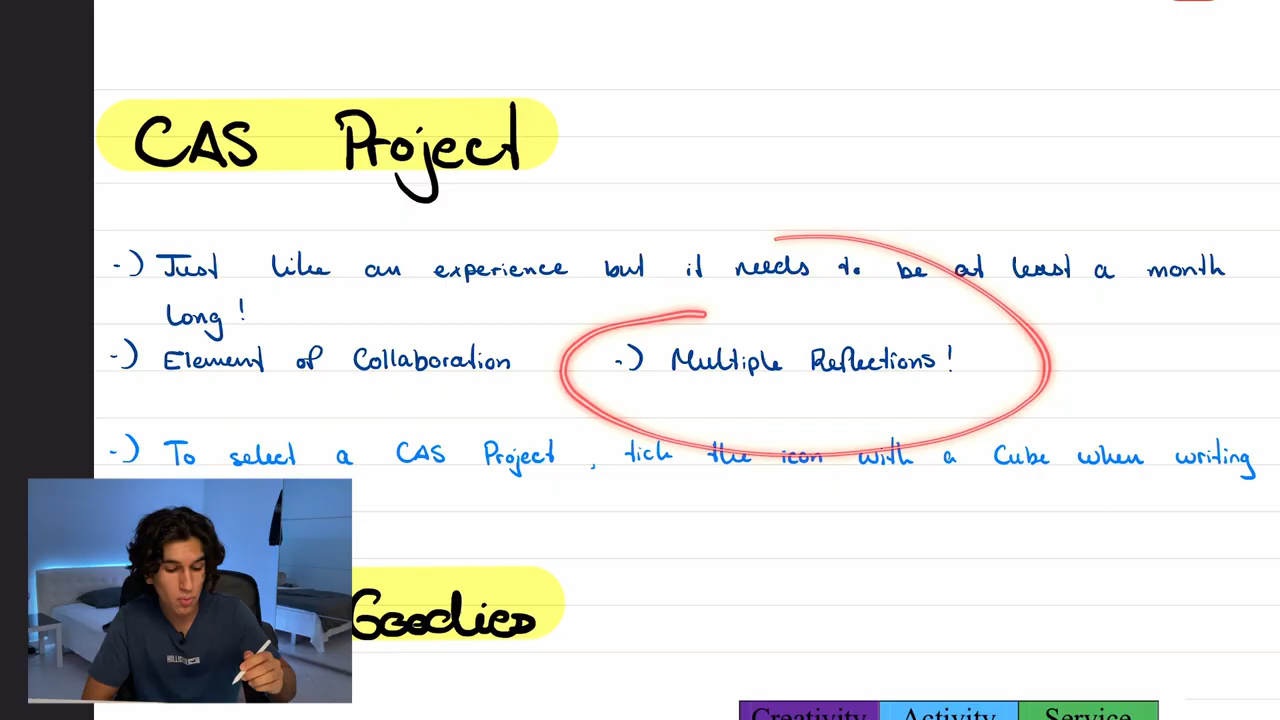 CAS Project
-) Just like an experience but it needs to be at least a month
long!
-) Element of Collaboration -) Multiple Reflections!
-) To select a CAS Project, tick the icon with a Cube when writing
Goodies
Creativity Activity Service